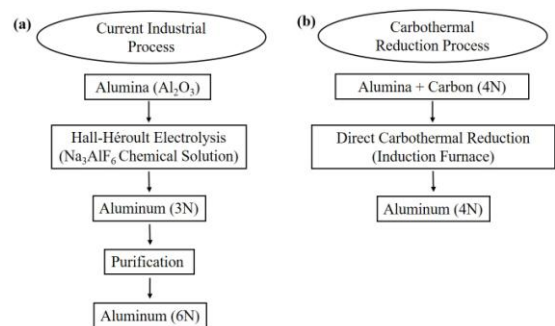 (a)
Current Industrial
Process
Alumina (Al₂O₃)
Hall-Héroult Electrolysis
(Na₃AlF₆ Chemical Solution)
Aluminum (3N)
Purification
Aluminum (6N)
(b)
Carbothermal
Reduction Process
Alumina + Carbon (4N)
Direct Carbothermal Reduction
(Induction Furnace)
Aluminum (4N)